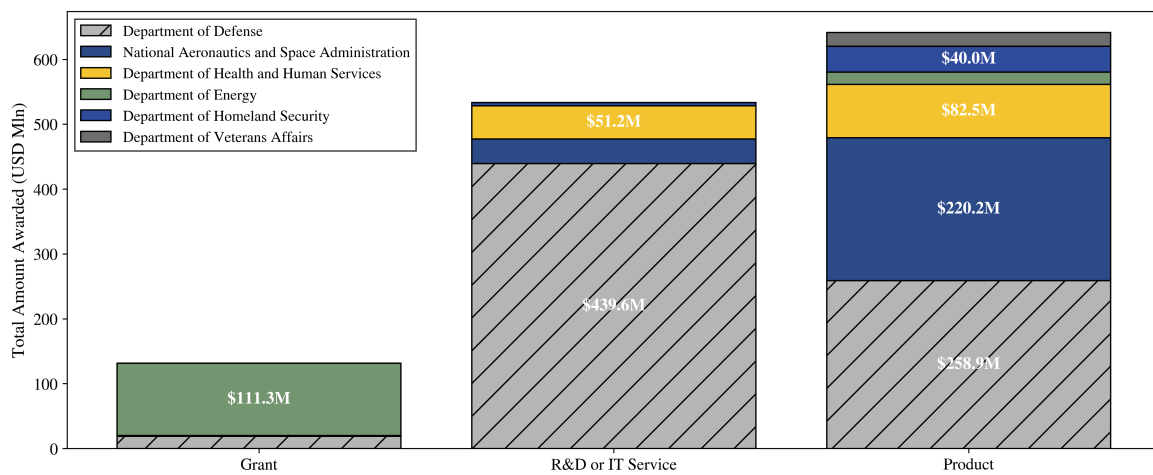 Department of Defense
National Aeronautics and Space Administration
Department of Health and Human Services
Department of Energy
Department of Homeland Security
Department of Veterans Affairs
Total Amount Awarded (USD Mln)
600
500
400
300
200
100
0
$111.3M
$51.2M
$439.6M
$40.0M
$82.5M
$220.2M
$258.9M
Grant
R&D or IT Service
Product